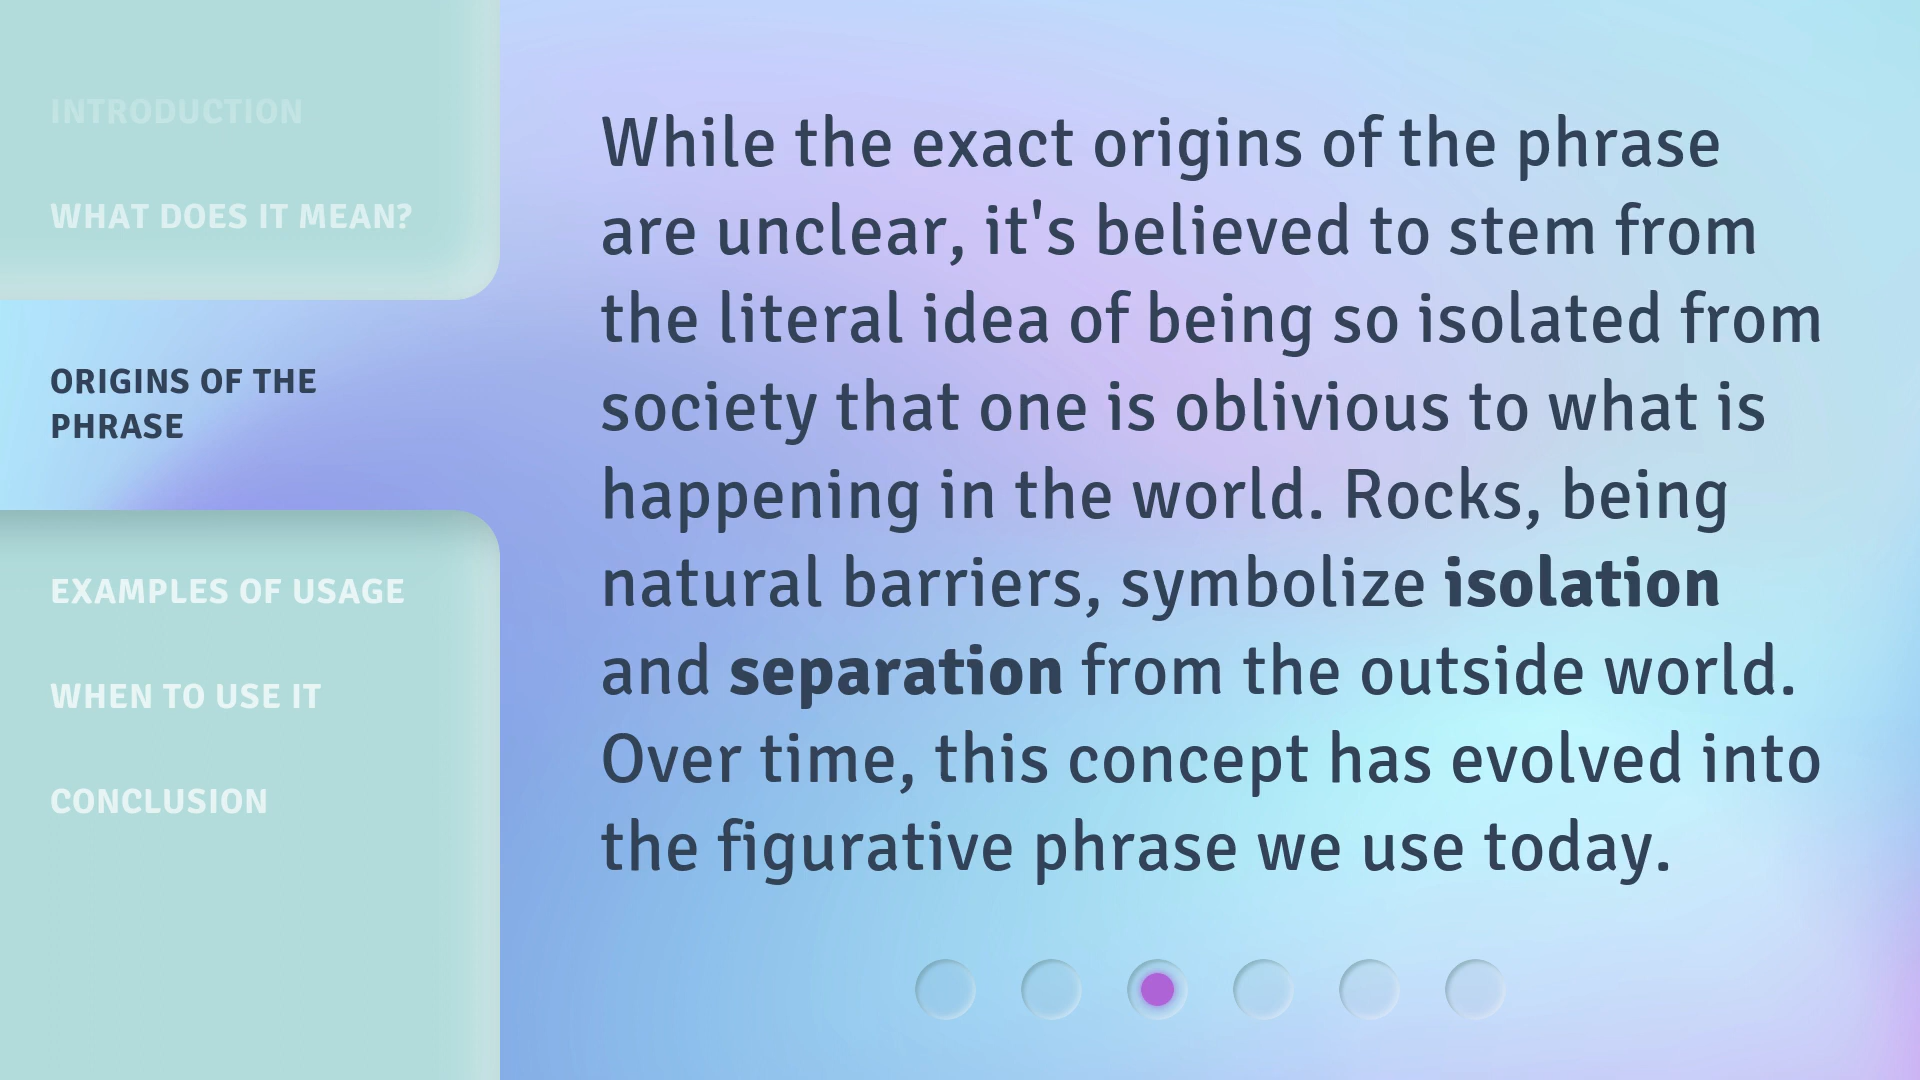 INTRODUCTION
WHAT DOES IT MEAN?
ORIGINS OF THE
PHRASE
EXAMPLES OF USAGE
WHEN TO USE IT
CONCLUSION
While the exact origins of the phrase
are unclear, it's believed to stem from
the literal idea of being so isolated from
society that one is oblivious to what is
happening in the world. Rocks, being
natural barriers, symbolize isolation
and separation from the outside world.
Over time, this concept has evolved into
the figurative phrase we use today.